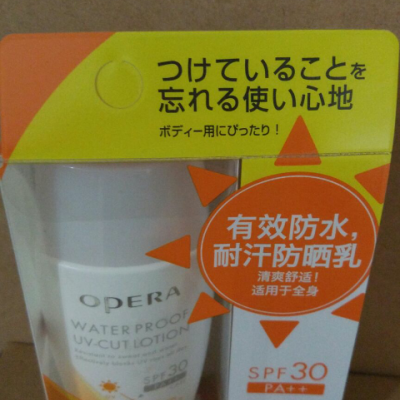 つけていることを
忘れる使い心地
ボディー用にぴったり!
有效防水,
耐汗防晒乳
清爽舒适!
适用于全身
OPERA
WATER PROOF
UV-CUT LOTION
SPF 30
SPF30
PA++